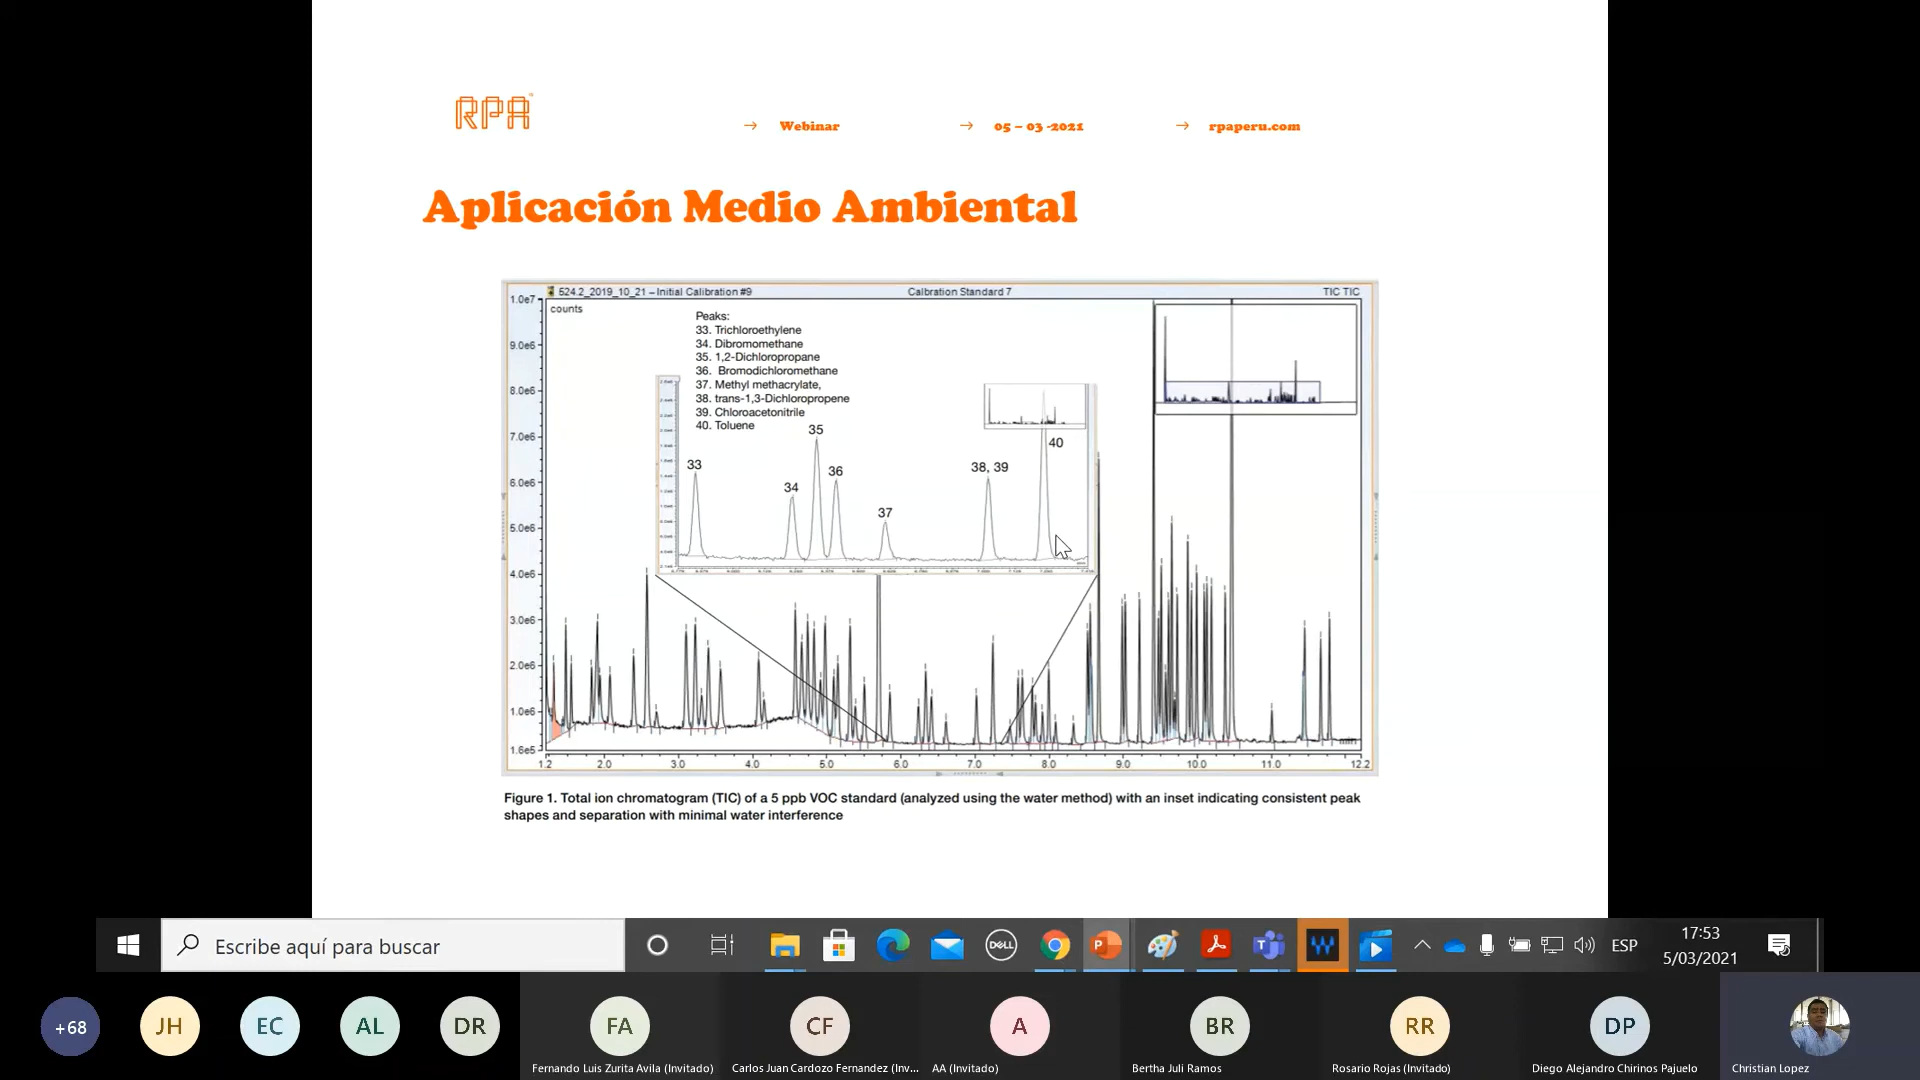 RPA
→ Webinar → 05 – 03 -2021 → rpaperu.com
Aplicación Medio Ambiental
524.2_2019_10_21 – Initial Calibration #9 Calbration Standard 7 TIC TIC
1.0e7
counts
9.0e6
8.0e6
7.0e6
6.0e6
5.0e6
4.0e6
3.0e6
2.0e6
1.0e6
1.6e5
Peaks:
33. Trichloroethylene
34. Dibromomethane
35. 1,2-Dichloropropane
36. Bromodichloromethane
37. Methyl methacrylate,
38. trans-1,3-Dichloropropene
39. Chloroacetonitrile
40. Toluene
33
34
35
36
37
38, 39
40
1.2 2.0 3.0 4.0 5.0 6.0 7.0 8.0 9.0 10.0 11.0 12.2
Figure 1. Total ion chromatogram (TIC) of a 5 ppb VOC standard (analyzed using the water method) with an inset indicating consistent peak
shapes and separation with minimal water interference
Escribe aquí para buscar
DELL
P
W
ESP
17:53
5/03/2021
+68 JH EC AL DR FA CF A BR RR DP
Fernando Luis Zurita Avila (Invitado) Carlos Juan Cardozo Fernandez (Inv... AA (Invitado) Bertha Juli Ramos Rosario Rojas (Invitado) Diego Alejandro Chirinos Pajuelo Christian Lopez